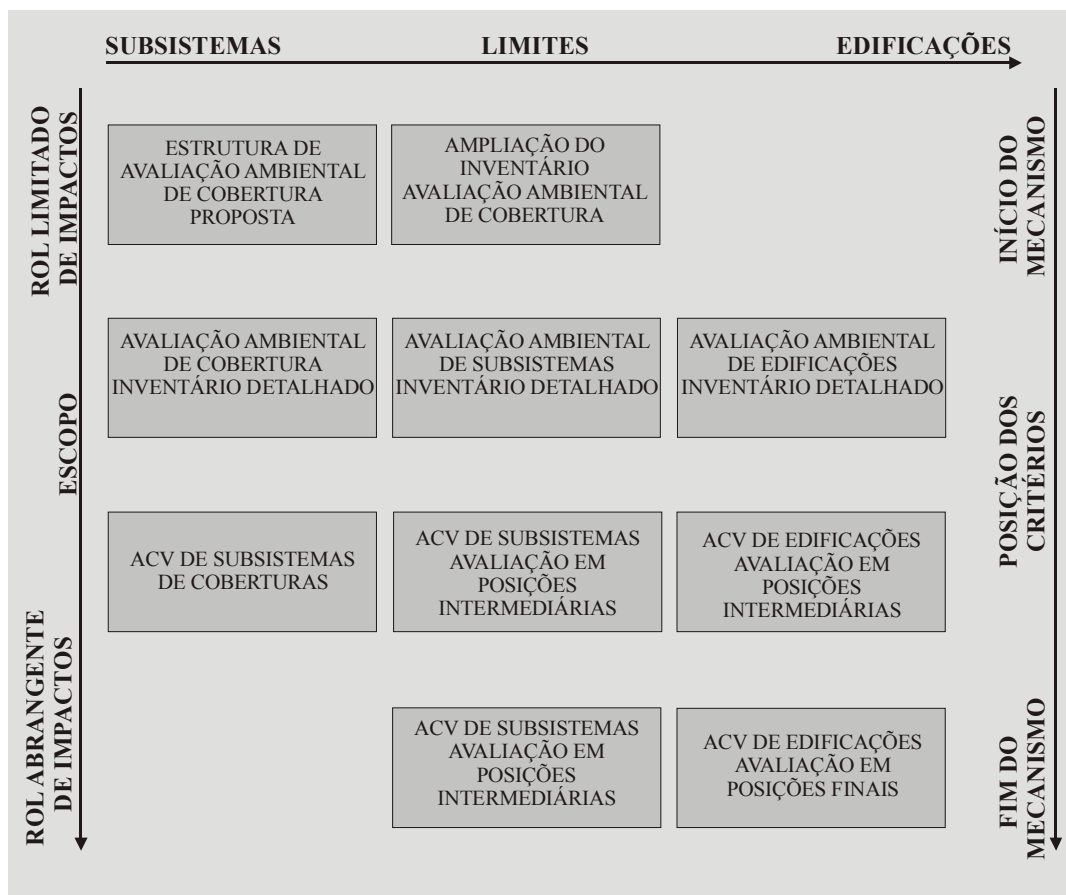 SUBSISTEMAS
LIMITES
EDIFICAÇÕES
ROL LIMITADO
DE IMPACTOS
ESCOPO
ROL ABRANGENTE
DE IMPACTOS
ESTRUTURA DE
AVALIAÇÃO AMBIENTAL
DE COBERTURA
PROPOSTA
AMPLIAÇÃO DO
INVENTÁRIO
AVALIAÇÃO AMBIENTAL
DE COBERTURA
AVALIAÇÃO AMBIENTAL
DE COBERTURA
INVENTÁRIO DETALHADO
AVALIAÇÃO AMBIENTAL
DE SUBSISTEMAS
INVENTÁRIO DETALHADO
AVALIAÇÃO AMBIENTAL
DE EDIFICAÇÕES
INVENTÁRIO DETALHADO
ACV DE SUBSISTEMAS
DE COBERTURAS
ACV DE SUBSISTEMAS
AVALIAÇÃO EM
POSIÇÕES
INTERMEDIÁRIAS
ACV DE EDIFICAÇÕES
AVALIAÇÃO EM
POSIÇÕES
INTERMEDIÁRIAS
ACV DE SUBSISTEMAS
AVALIAÇÃO EM
POSIÇÕES
INTERMEDIÁRIAS
ACV DE EDIFICAÇÕES
AVALIAÇÃO EM
POSIÇÕES FINAIS
INÍCIO DO
MECANISMO
POSIÇÃO DOS
CRITÉRIOS
FIM DO
MECANISMO